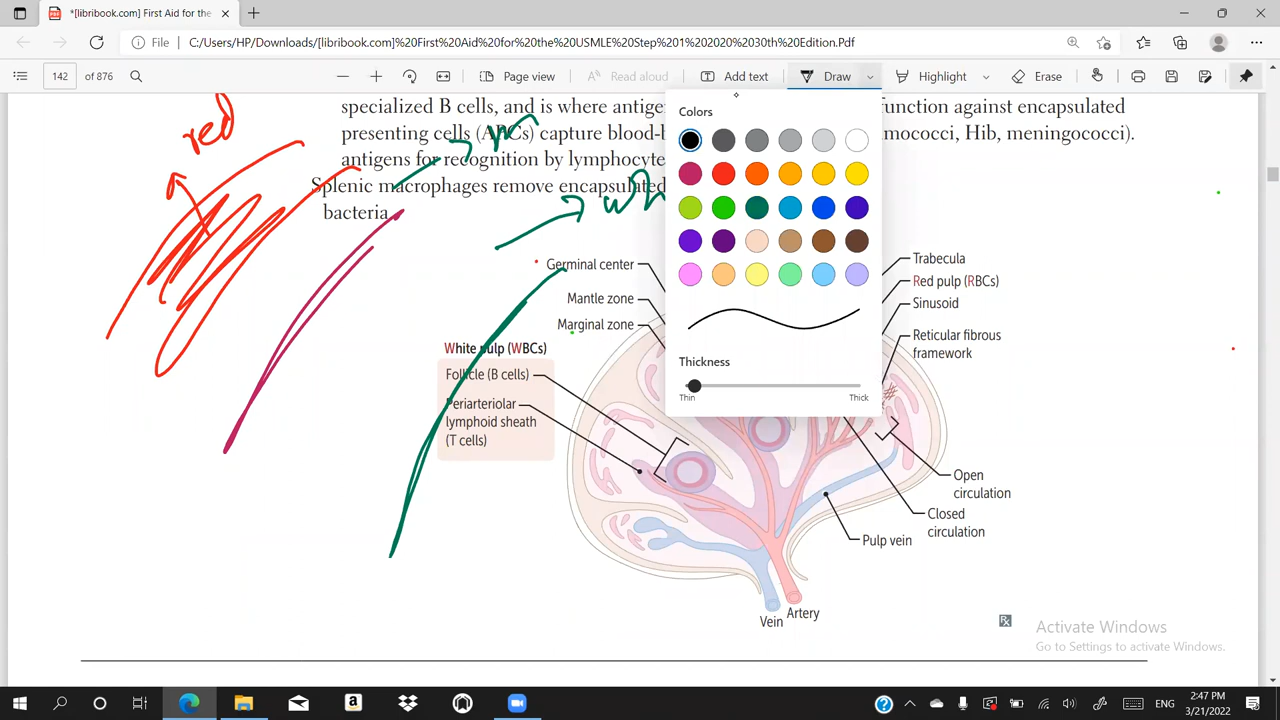 *[libribook.com] First Aid for the
File
C:/Users/HP/Downloads/[libribook.com]%20First%20Aid%20for%20the%20USMLE%20Step%201%202020%2030th%20Edition.Pdf
142 of 876
Page view
Read aloud
Add text
Draw
Highlight
Erase
specialized B cells, and is where antige
function against encapsulated
presenting cells (APCs) capture blood-b
mococci, Hib, meningococci).
antigens for recognition by lymphocyte
Splenic macrophages remove encapsulated
bacteria.
red
wh
Colors
Thickness
Thin
Thick
Germinal center
Mantle zone
Marginal zone
White pulp (WBCs)
Follicle (B cells)
Periarteriolar
lymphoid sheath
(T cells)
Trabecula
Red pulp (RBCs)
Sinusoid
Reticular fibrous
framework
Open
circulation
Closed
circulation
Pulp vein
Vein
Artery
Rx
Activate Windows
Go to Settings to activate Windows.
ENG
2:47 PM
3/21/2022